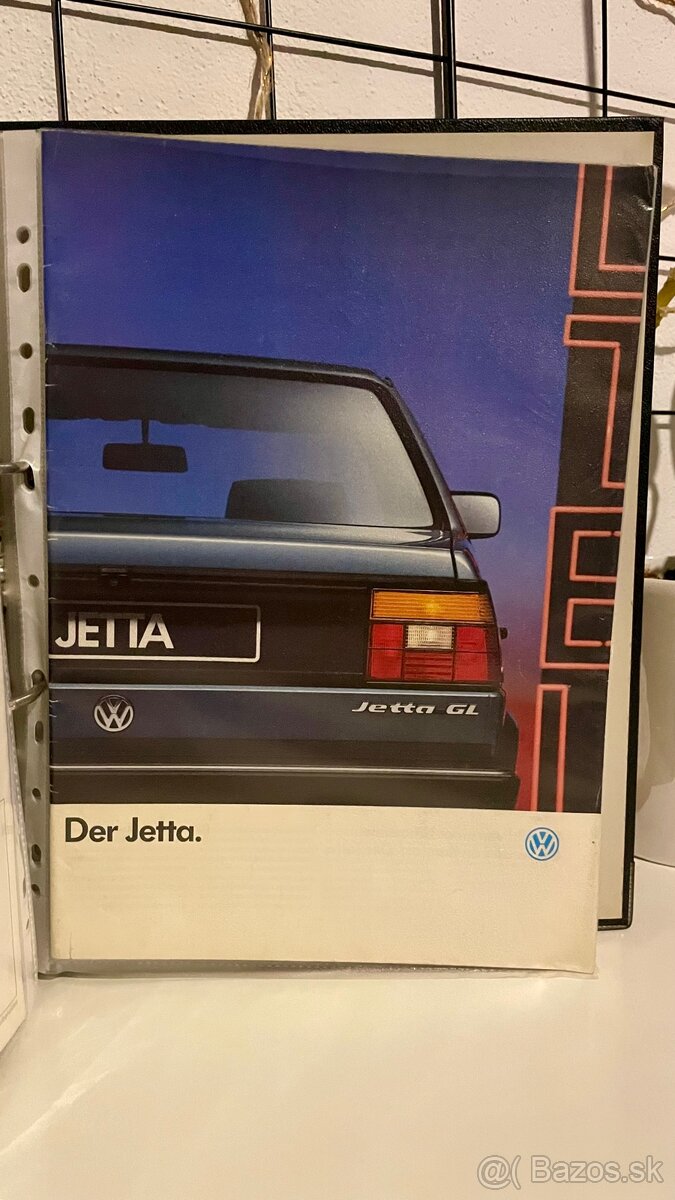 JETTA
Jetta GL
Der Jetta.
@( Bazos.sk